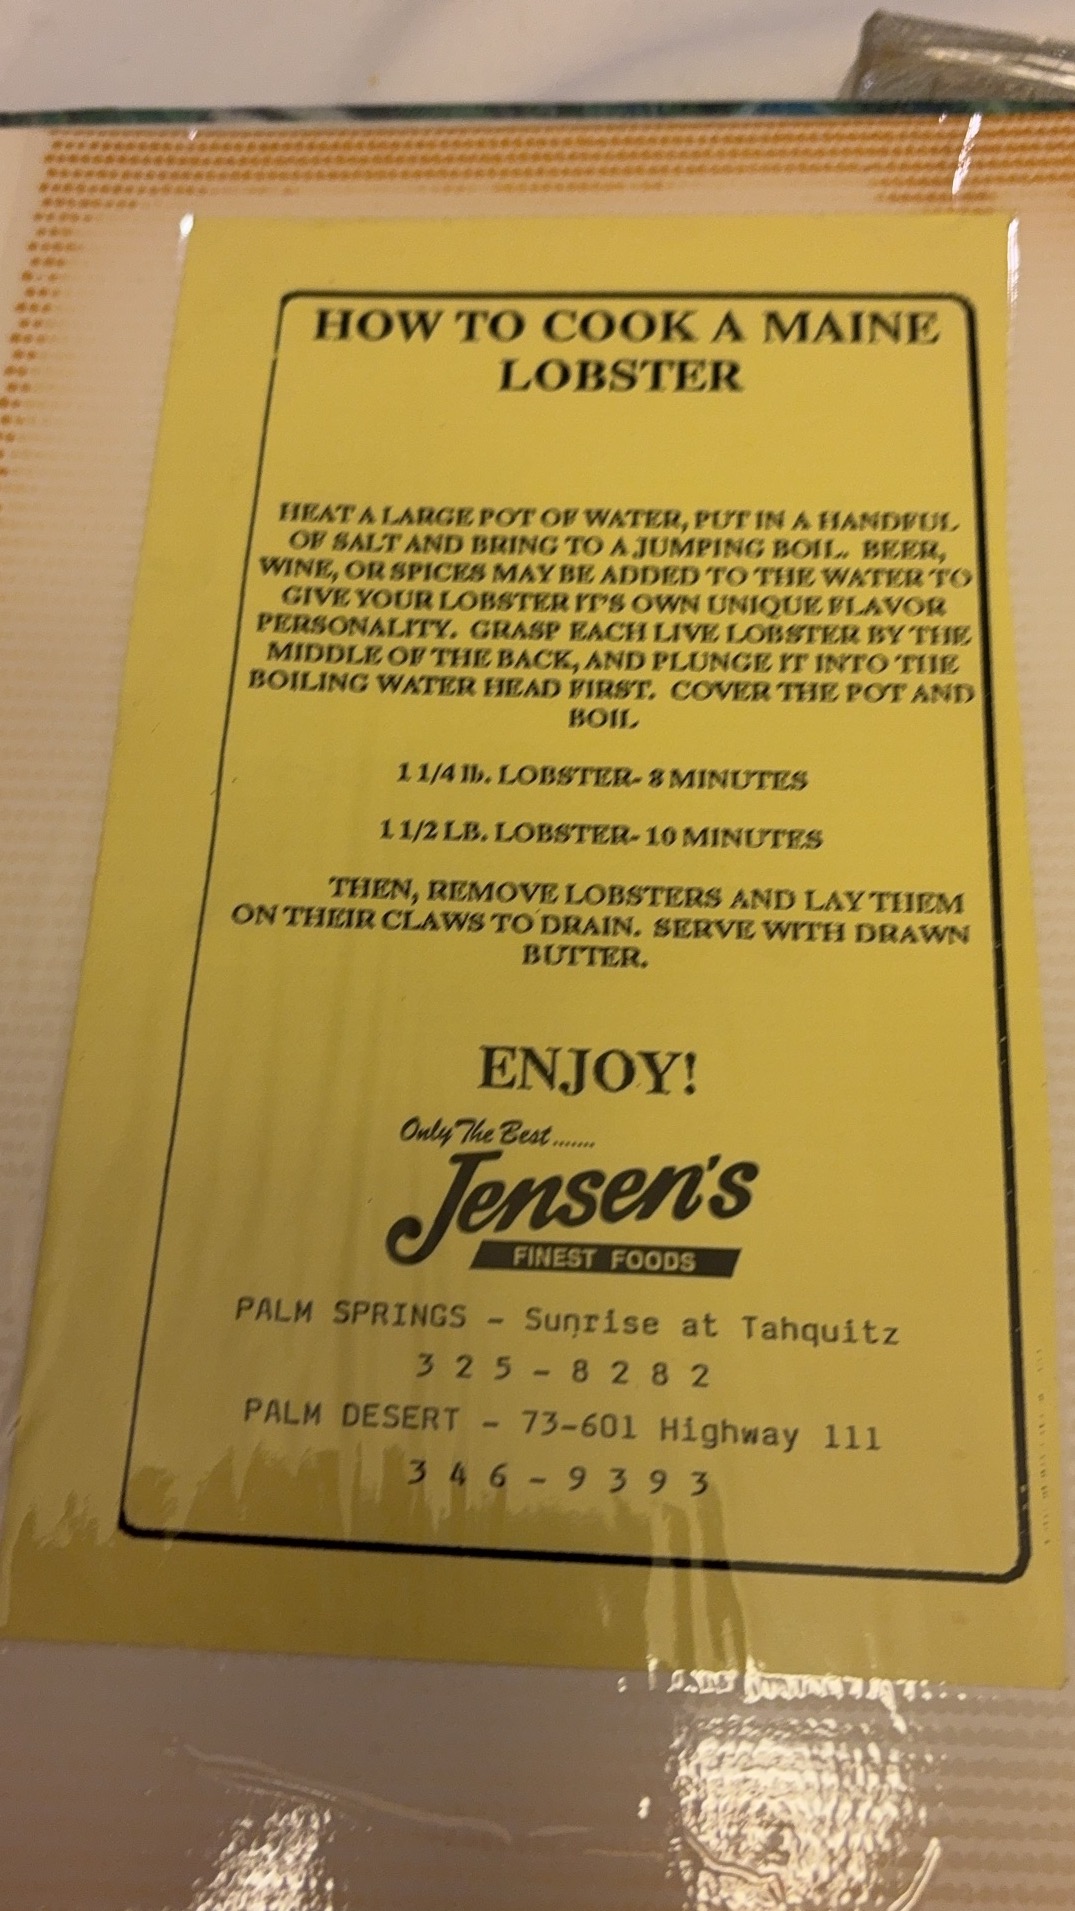 HOW TO COOK A MAINE
LOBSTER
HEAT A LARGE POT OF WATER, PUT IN A HANDFUL
OF SALT AND BRING TO A JUMPING BOIL. BEER,
WINE, OR SPICES MAY BE ADDED TO THE WATER TO
GIVE YOUR LOBSTER IT'S OWN UNIQUE FLAVOR
PERSONALITY. GRASP EACH LIVE LOBSTER BY THE
MIDDLE OF THE BACK, AND PLUNGE IT INTO THE
BOILING WATER HEAD FIRST. COVER THE POT AND
BOIL
1 1/4 lb. LOBSTER- 8 MINUTES
1 1/2 LB. LOBSTER- 10 MINUTES
THEN, REMOVE LOBSTERS AND LAY THEM
ON THEIR CLAWS TO DRAIN. SERVE WITH DRAWN
BUTTER.
ENJOY!
Only The Best.......
Jensen's
FINEST FOODS
PALM SPRINGS - Sunrise at Tahquitz
3 2 5 - 8 2 8 2
PALM DESERT - 73-601 Highway 111
3 4 6 - 9 3 9 3